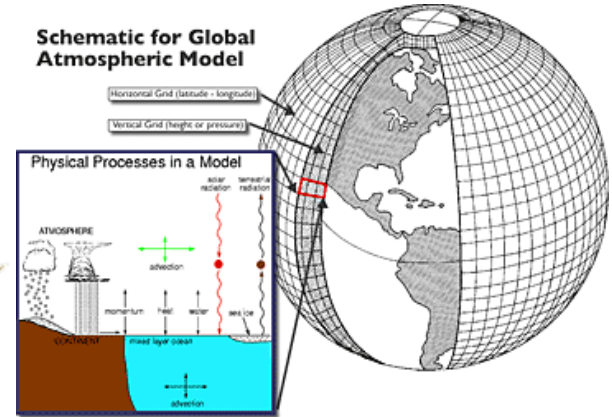 Schematic for Global
Atmospheric Model
Horizontal Grid (latitude - longitude)
Vertical Grid (height or pressure)
Physical Processes in a Model
solar
radiation
terrestrial
radiation
ATMOSPHERE
advection
momentum
heat
water
sea ice
CONTINENT
mixed layer ocean
advection